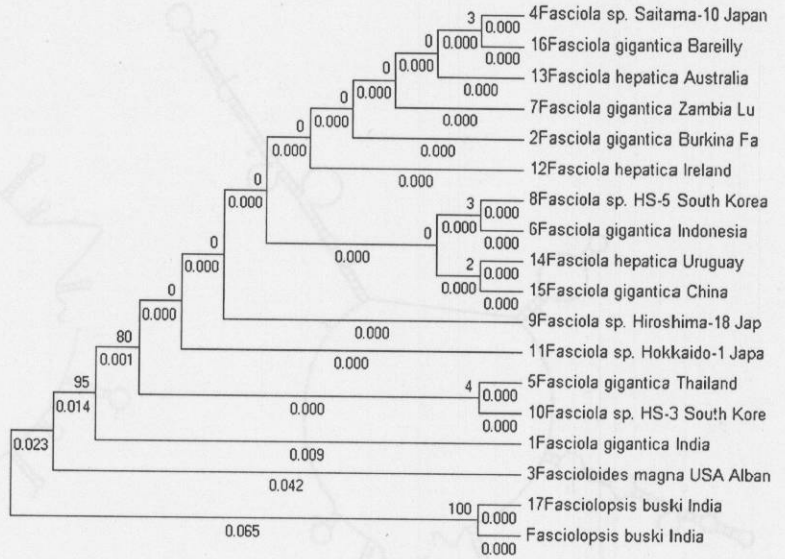 4Fasciola sp. Saitama-10 Japan
3
0.000
0.000
16Fasciola gigantica Bareilly
0.000
0
0.000
13Fasciola hepatica Australia
0.000
0
0.000
7Fasciola gigantica Zambia Lu
0.000
0
0.000
2Fasciola gigantica Burkina Fa
0.000
0
0.000
12Fasciola hepatica Ireland
0.000
0
0.000
8Fasciola sp. HS-5 South Korea
3
0.000
0.000
6Fasciola gigantica Indonesia
0.000
0
0.000
14Fasciola hepatica Uruguay
2
0.000
0.000
15Fasciola gigantica China
0.000
0
0.000
9Fasciola sp. Hiroshima-18 Jap
0.000
0
0.000
11Fasciola sp. Hokkaido-1 Japa
0.000
80
0.001
5Fasciola gigantica Thailand
4
0.000
0.000
10Fasciola sp. HS-3 South Kore
0.000
95
0.014
1Fasciola gigantica India
0.009
0.023
3Fascioloides magna USA Alban
0.042
17Fasciolopsis buski India
100
0.000
0.065
Fasciolopsis buski India
0.000